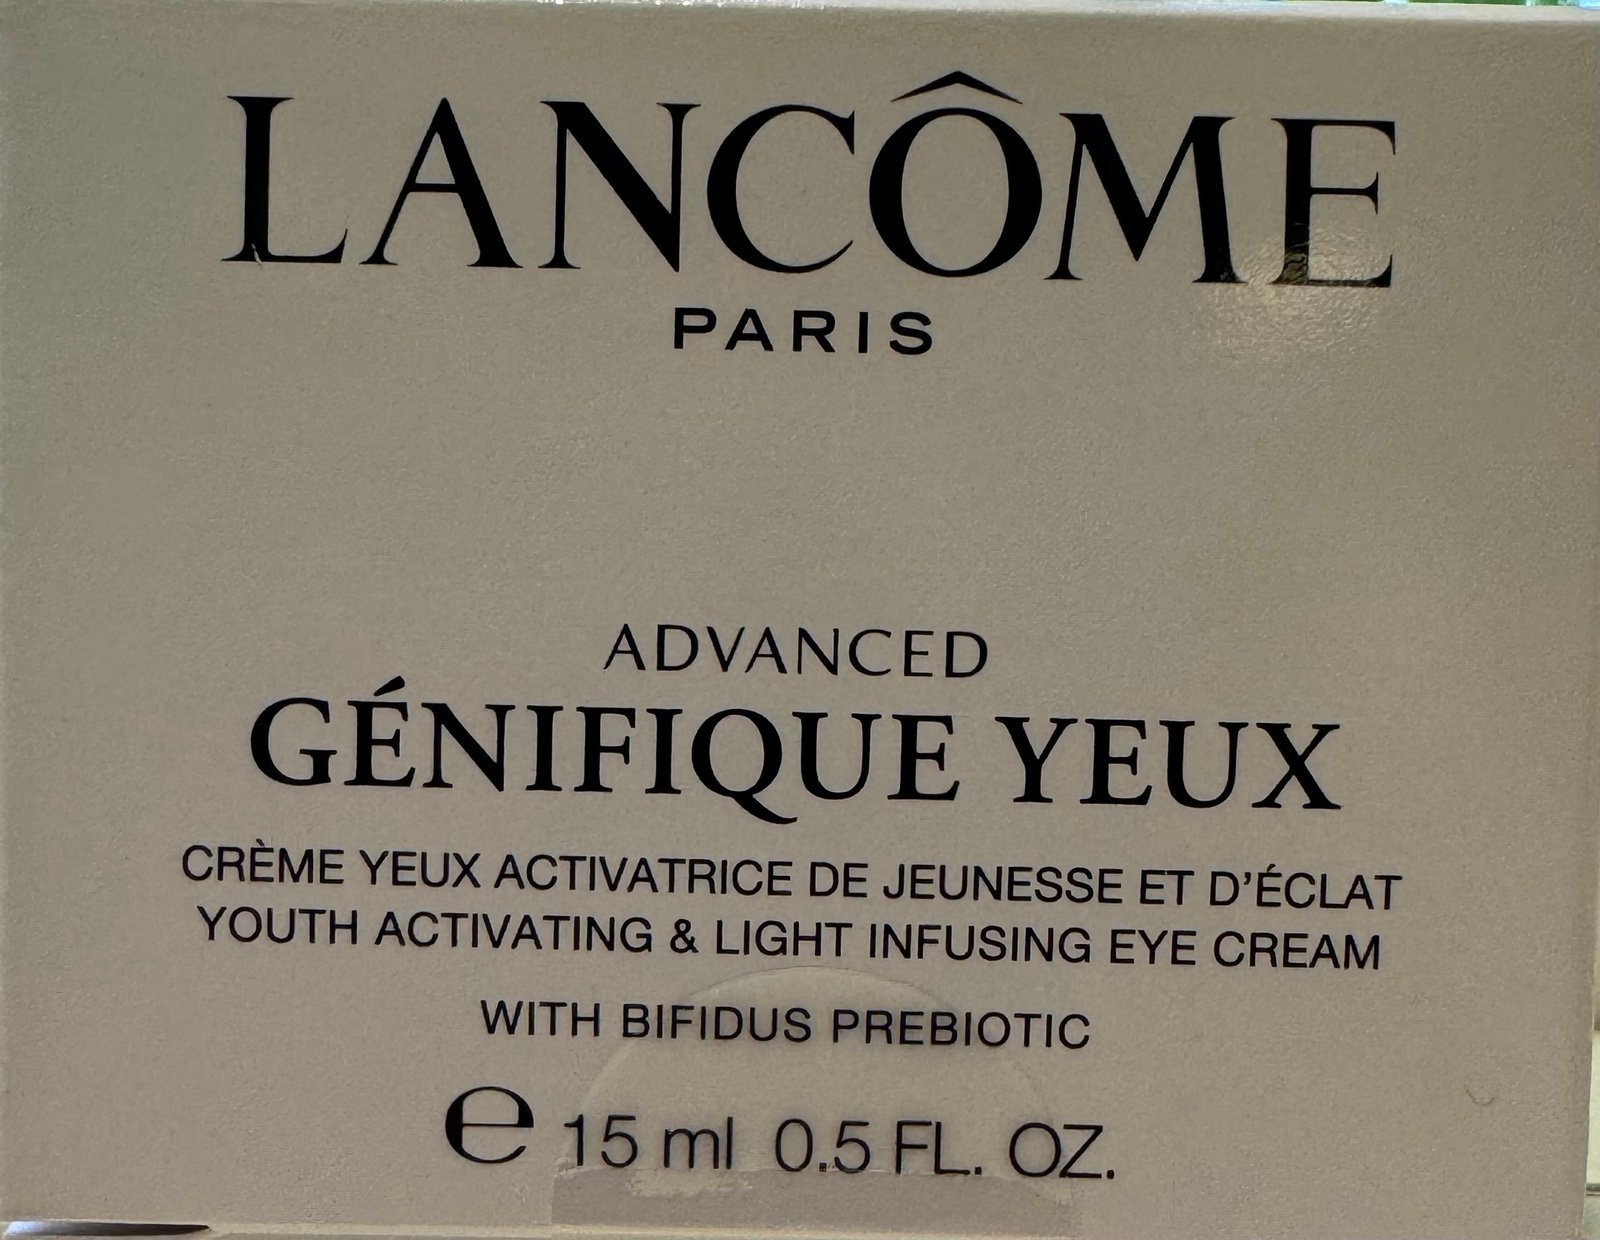 LANCÔME
PARIS
ADVANCED
GÉNIFIQUE YEUX
CRÈME YEUX ACTIVATRICE DE JEUNESSE ET D'ÉCLAT
YOUTH ACTIVATING & LIGHT INFUSING EYE CREAM
WITH BIFIDUS PREBIOTIC
℮ 15 ml 0.5 FL. OZ.